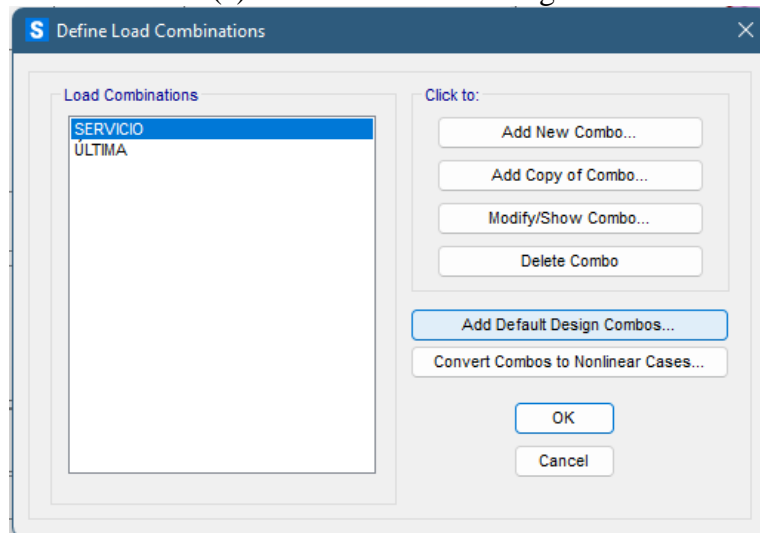 S Define Load Combinations
Load Combinations
SERVICIO
ÚLTIMA
Click to:
Add New Combo...
Add Copy of Combo...
Modify/Show Combo...
Delete Combo
Add Default Design Combos...
Convert Combos to Nonlinear Cases...
OK
Cancel